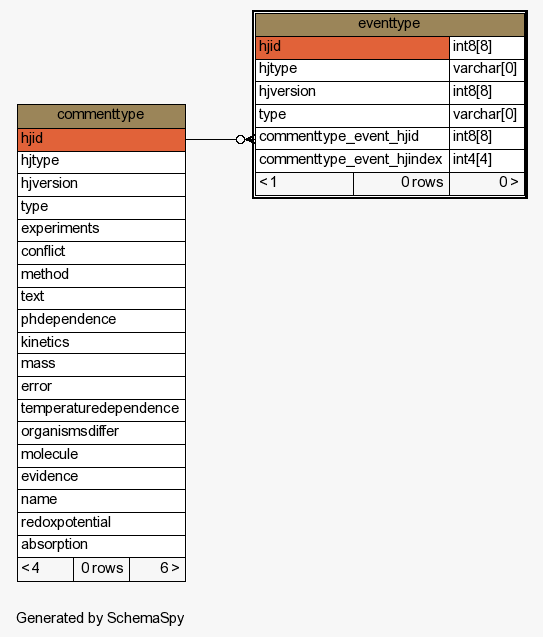 eventtype
hjid int8[8]
hjtype varchar[0]
hjversion int8[8]
type varchar[0]
commenttype_event_hjid int8[8]
commenttype_event_hjindex int4[4]
< 1 0 rows 0 >
commenttype
hjid
hjtype
hjversion
type
experiments
conflict
method
text
phdependence
kinetics
mass
error
temperaturedependence
organismsdiffer
molecule
evidence
name
redoxpotential
absorption
< 4 0 rows 6 >
Generated by SchemaSpy